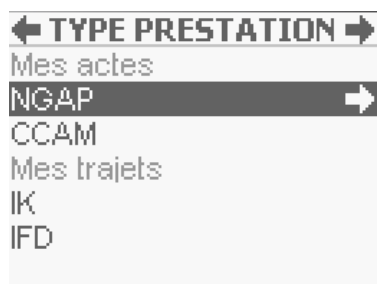 TYPE PRESTATION
Mes actes
NGAP
CCAM
Mes trajets
IK
IFD